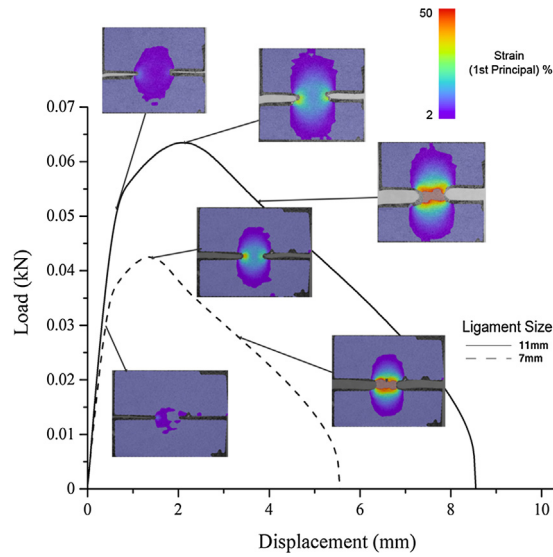 50
Strain
(1st Principal) %
2
0.07
0.06
0.05
0.04
0.03
0.02
0.01
0
Load (kN)
Ligament Size
11mm
7mm
0 2 4 6 8 10
Displacement (mm)